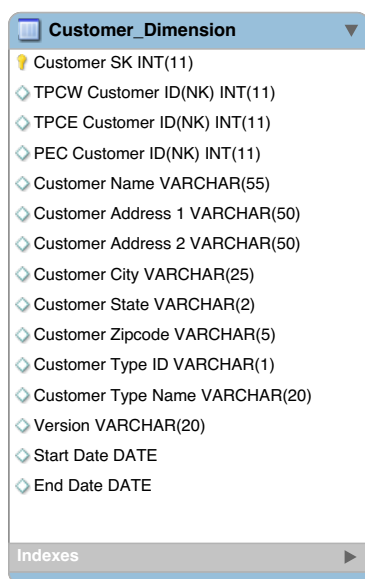 Customer_Dimension
Customer SK INT(11)
TPCW Customer ID(NK) INT(11)
TPCE Customer ID(NK) INT(11)
PEC Customer ID(NK) INT(11)
Customer Name VARCHAR(55)
Customer Address 1 VARCHAR(50)
Customer Address 2 VARCHAR(50)
Customer City VARCHAR(25)
Customer State VARCHAR(2)
Customer Zipcode VARCHAR(5)
Customer Type ID VARCHAR(1)
Customer Type Name VARCHAR(20)
Version VARCHAR(20)
Start Date DATE
End Date DATE
Indexes